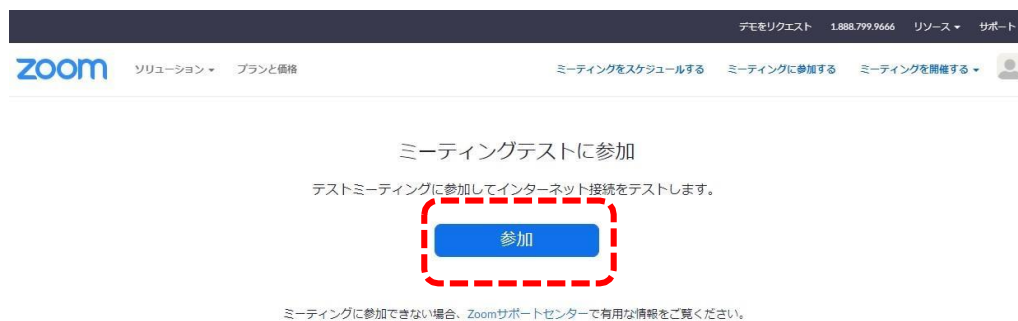 デモをリクエスト 1.888.799.9666 リソース サポート
zoom ソリューション プランと価格 ミーティングをスケジュールする ミーティングに参加する ミーティングを開催する
ミーティングテストに参加
テストミーティングに参加してインターネット接続をテストします。
参加
ミーティングに参加できない場合、Zoomサポートセンターで有用な情報をご覧ください。